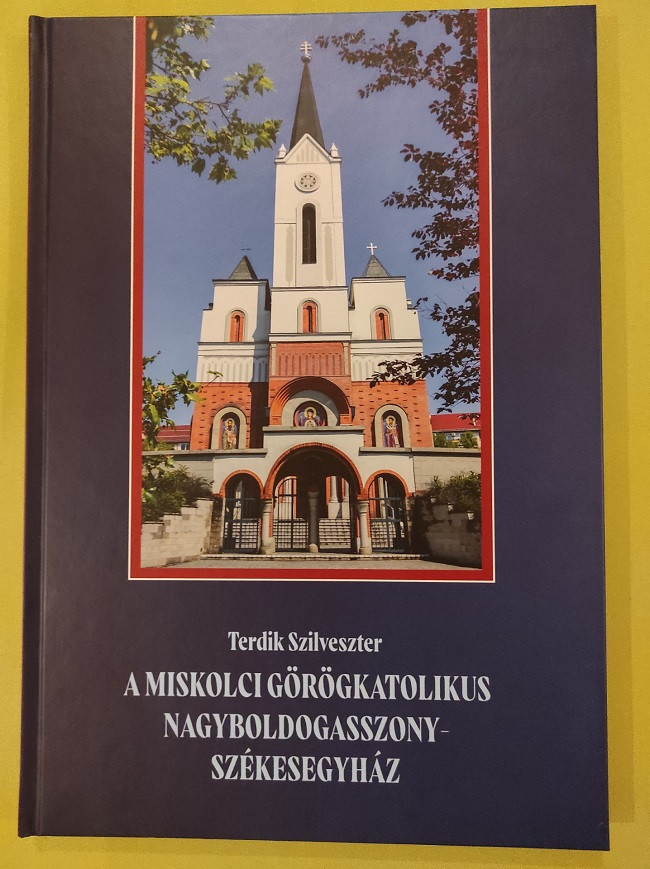 Terdik Szilveszter
A MISKOLCI GÖRÖGKATOLIKUS
NAGYBOLDOGASSZONY-
SZÉKESEGYHÁZ